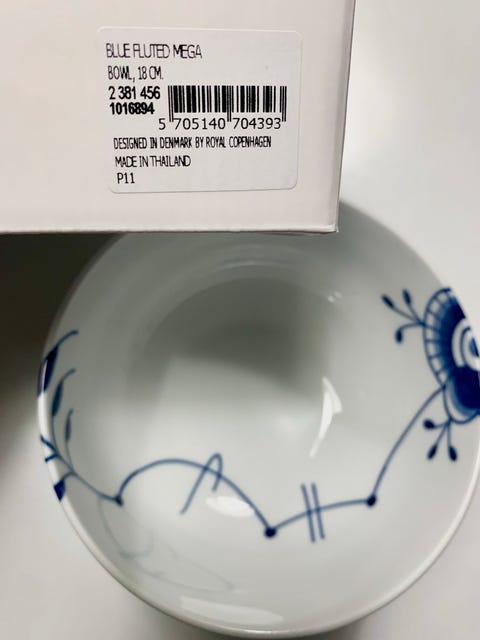 BLUE FLUTED MEGA
BOWL, 18 CM.
2 381 456
1016894
5 705140 704393
DESIGNED IN DENMARK BY ROYAL COPENHAGEN
MADE IN THAILAND
P11